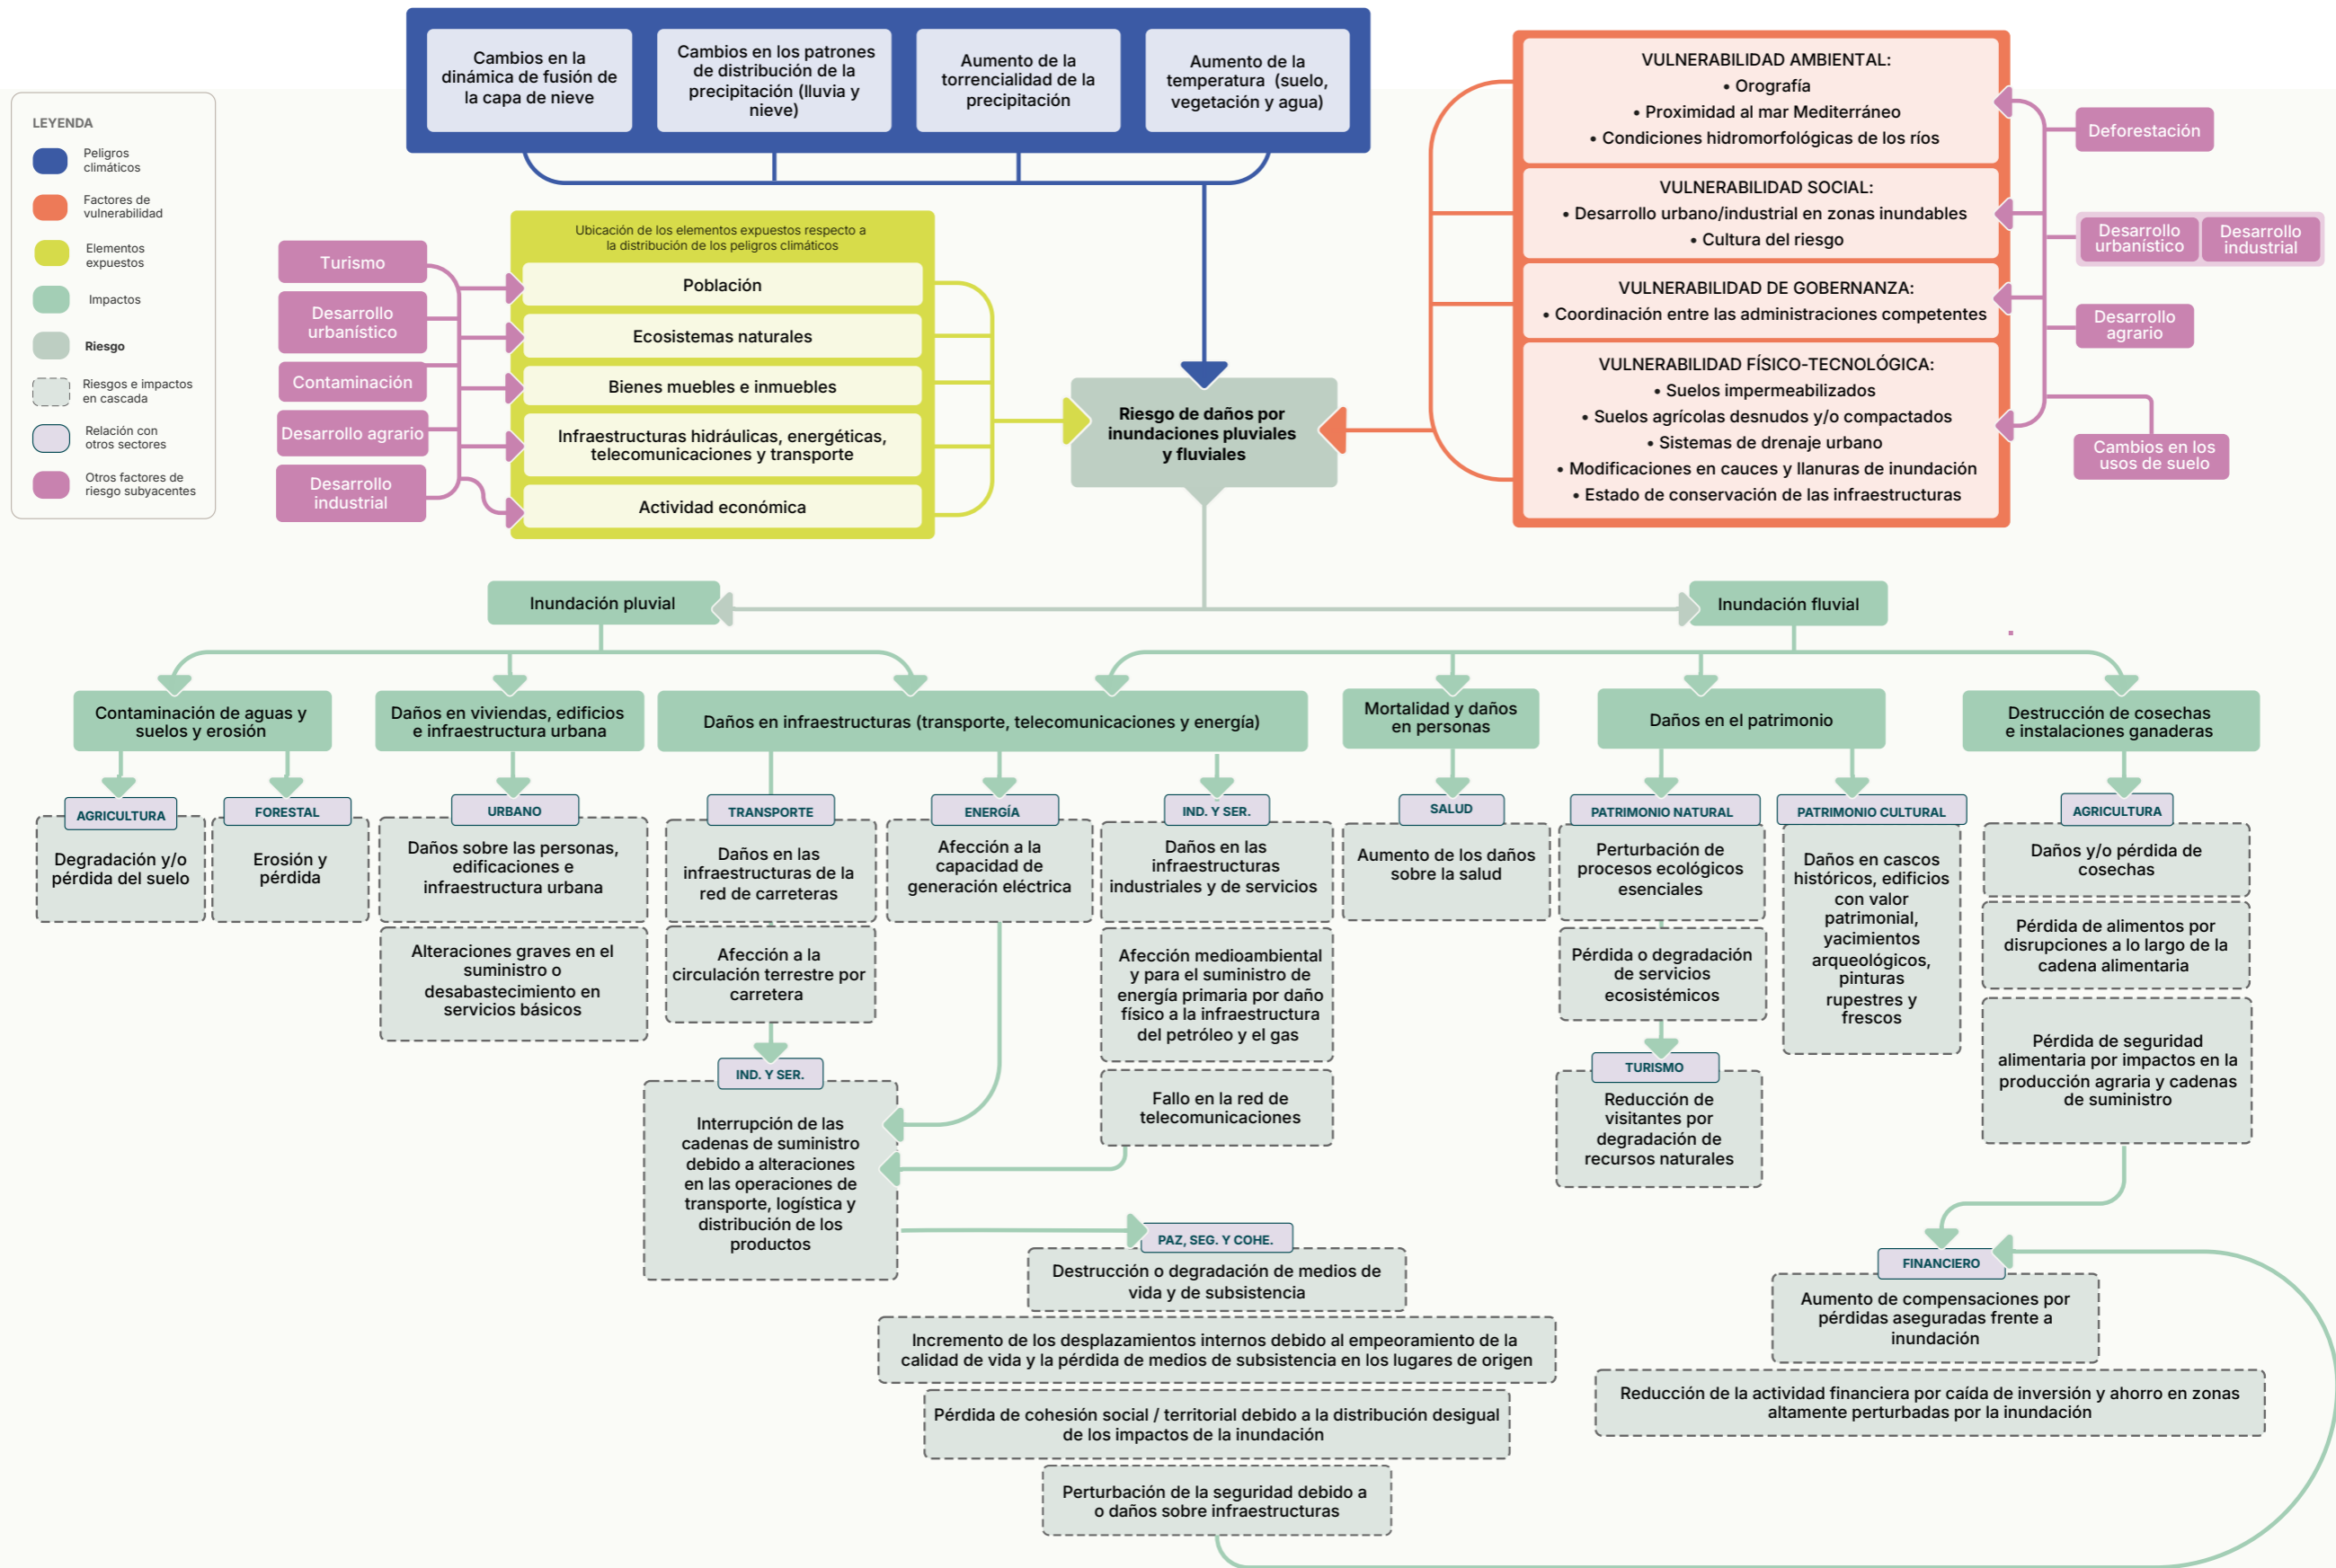 Cambios en la
dinámica de fusión de
la capa de nieve
Cambios en los patrones
de distribución de la
precipitación (lluvia y
nieve)
Aumento de la
torrencialidad de la
precipitación
Aumento de la
temperatura (suelo,
vegetación y agua)
VULNERABILIDAD AMBIENTAL:
• Orografía
• Proximidad al mar Mediterráneo
• Condiciones hidromorfológicas de los ríos
VULNERABILIDAD SOCIAL:
• Desarrollo urbano/industrial en zonas inundables
• Cultura del riesgo
VULNERABILIDAD DE GOBERNANZA:
• Coordinación entre las administraciones competentes
VULNERABILIDAD FÍSICO-TECNOLÓGICA:
• Suelos impermeabilizados
• Suelos agrícolas desnudos y/o compactados
• Sistemas de drenaje urbano
• Modificaciones en cauces y llanuras de inundación
• Estado de conservación de las infraestructuras
Deforestación
Desarrollo
urbanístico
Desarrollo
industrial
Desarrollo
agrario
Cambios en los
usos de suelo
LEYENDA
Peligros
climáticos
Factores de
vulnerabilidad
Elementos
expuestos
Impactos
Riesgo
Riesgos e impactos
en cascada
Relación con
otros sectores
Otros factores de
riesgo subyacentes
Turismo
Desarrollo
urbanístico
Contaminación
Desarrollo agrario
Desarrollo
industrial
Ubicación de los elementos expuestos respecto a
la distribución de los peligros climáticos
Población
Ecosistemas naturales
Bienes muebles e inmuebles
Infraestructuras hidráulicas, energéticas,
telecomunicaciones y transporte
Actividad económica
Riesgo de daños por
inundaciones pluviales
y fluviales
Inundación pluvial
Inundación fluvial
Contaminación de aguas y
suelos y erosión
Daños en viviendas, edificios
e infraestructura urbana
Daños en infraestructuras (transporte, telecomunicaciones y energía)
Mortalidad y daños
en personas
Daños en el patrimonio
Destrucción de cosechas
e instalaciones ganaderas
AGRICULTURA
Degradación y/o
pérdida del suelo
FORESTAL
Erosión y
pérdida
URBANO
Daños sobre las personas,
edificaciones e
infraestructura urbana
Alteraciones graves en el
suministro o
desabastecimiento en
servicios básicos
TRANSPORTE
Daños en las
infraestructuras de la
red de carreteras
Afección a la
circulación terrestre por
carretera
IND. Y SER.
Interrupción de las
cadenas de suministro
debido a alteraciones
en las operaciones de
transporte, logística y
distribución de los
productos
ENERGÍA
Afección a la
capacidad de
generación eléctrica
IND. Y SER.
Daños en las
infraestructuras
industriales y de servicios
Afección medioambiental
y para el suministro de
energía primaria por daño
físico a la infraestructura
del petróleo y el gas
Fallo en la red de
telecomunicaciones
SALUD
Aumento de los daños
sobre la salud
PATRIMONIO NATURAL
Perturbación de
procesos ecológicos
esenciales
Pérdida o degradación
de servicios
ecosistémicos
TURISMO
Reducción de
visitantes por
degradación de
recursos naturales
PATRIMONIO CULTURAL
Daños en cascos
históricos, edificios
con valor
patrimonial,
yacimientos
arqueológicos,
pinturas
rupestres y
frescos
AGRICULTURA
Daños y/o pérdida de
cosechas
Pérdida de alimentos por
disrupciones a lo largo de la
cadena alimentaria
Pérdida de seguridad
alimentaria por impactos en la
producción agraria y cadenas
de suministro
PAZ, SEG. Y COHE.
Destrucción o degradación de medios de
vida y de subsistencia
Incremento de los desplazamientos internos debido al empeoramiento de la
calidad de vida y la pérdida de medios de subsistencia en los lugares de origen
Pérdida de cohesión social / territorial debido a la distribución desigual
de los impactos de la inundación
Perturbación de la seguridad debido a
o daños sobre infraestructuras
FINANCIERO
Aumento de compensaciones por
pérdidas aseguradas frente a
inundación
Reducción de la actividad financiera por caída de inversión y ahorro en zonas
altamente perturbadas por la inundación